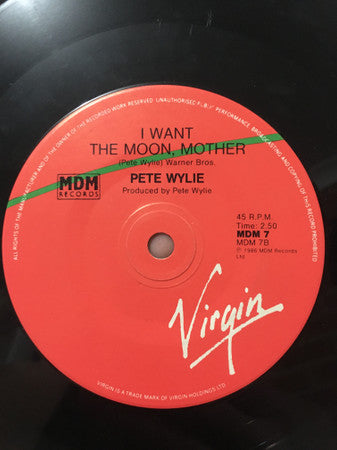 ALL RIGHTS OF THE MANUFACTURER AND OF THE OWNER OF THE RECORDED WORK RESERVED. UNAUTHORISED PUBLIC PERFORMANCE, BROADCASTING AND COPYING OF THIS RECORD PROHIBITED
I WANT
THE MOON, MOTHER
(Pete Wylie) Warner Bros.
PETE WYLIE
Produced by Pete Wylie
MDM
RECORDS
45 R.P.M.
Time: 2.50
MDM 7
MDM 7B
Ⓟ 1986 MDM Records
Ltd
Virgin
VIRGIN IS A TRADE MARK OF VIRGIN HOLDINGS LTD